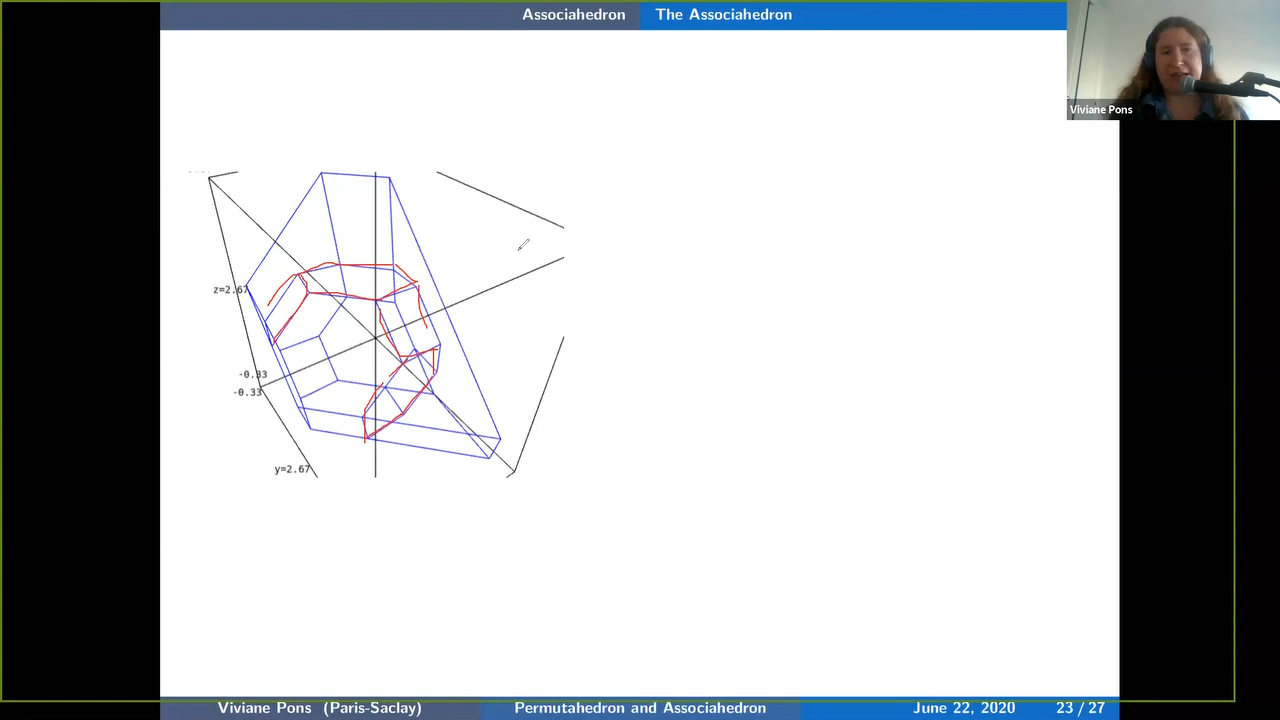 Associahedron The Associahedron
Viviane Pons
z=2.67
-0.33
-0.33
y=2.67
Viviane Pons (Paris-Saclay) Permutahedron and Associahedron June 22, 2020 23 / 27